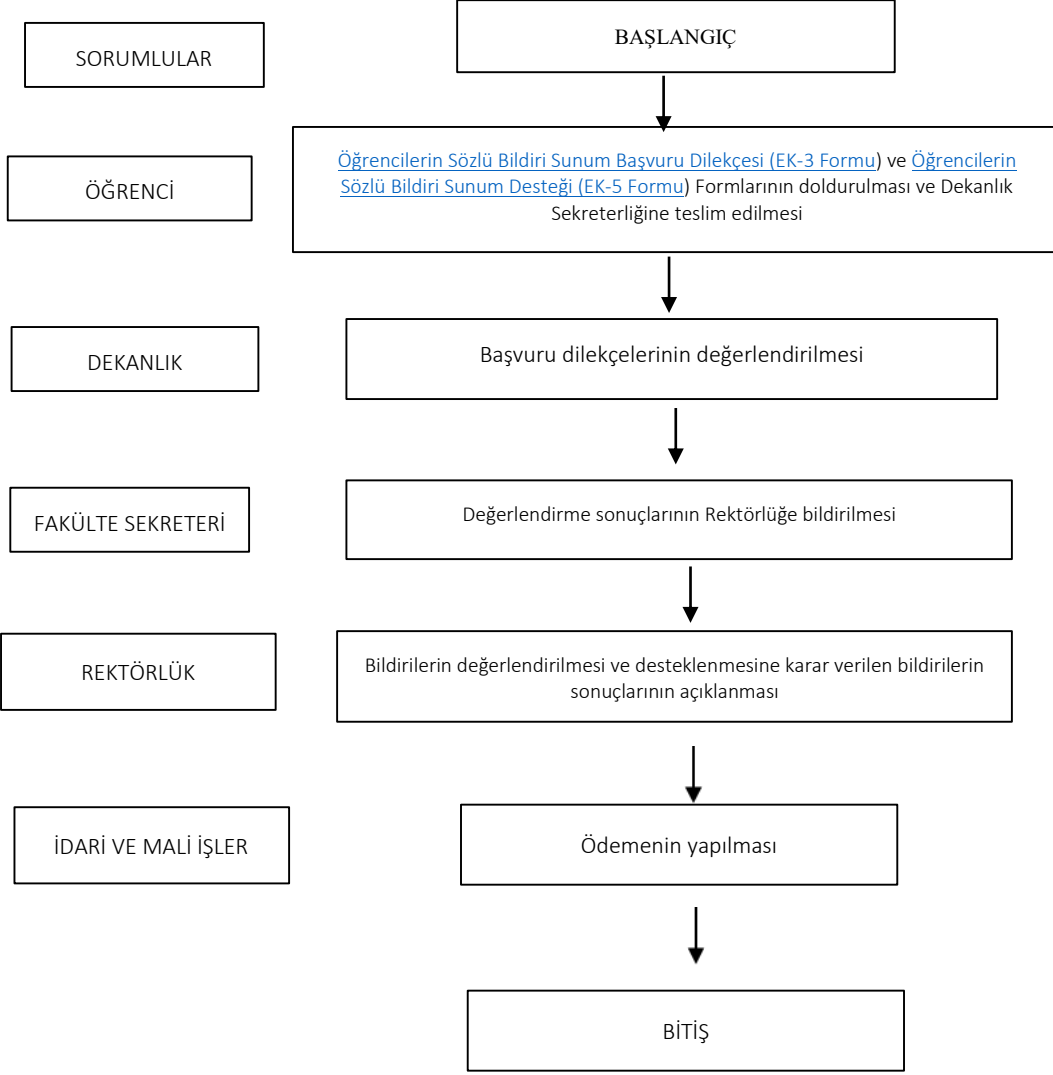 SORUMLULAR
BAŞLANGIÇ
ÖĞRENCİ
Öğrencilerin Sözlü Bildiri Sunum Başvuru Dilekçesi (EK-3 Formu) ve Öğrencilerin
Sözlü Bildiri Sunum Desteği (EK-5 Formu) Formlarının doldurulması ve Dekanlık
Sekreterliğine teslim edilmesi
DEKANLIK
Başvuru dilekçelerinin değerlendirilmesi
FAKÜLTE SEKRETERİ
Değerlendirme sonuçlarının Rektörlüğe bildirilmesi
REKTÖRLÜK
Bildirilerin değerlendirilmesi ve desteklenmesine karar verilen bildirilerin
sonuçlarının açıklanması
İDARİ VE MALİ İŞLER
Ödemenin yapılması
BİTİŞ